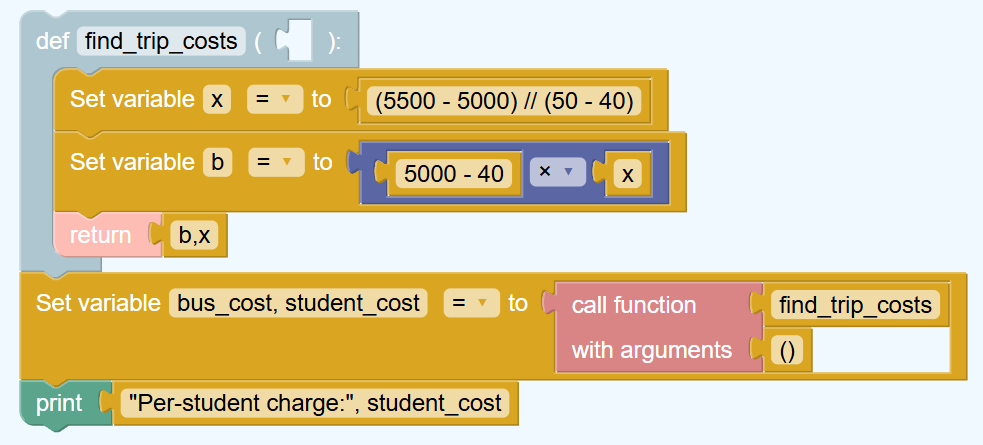 def find_trip_costs ( ):
Set variable x = to (5500 - 5000) // (50 - 40)
Set variable b = to 5000 - 40 × x
return b,x
Set variable bus_cost, student_cost = to call function find_trip_costs
with arguments ()
print "Per-student charge:", student_cost